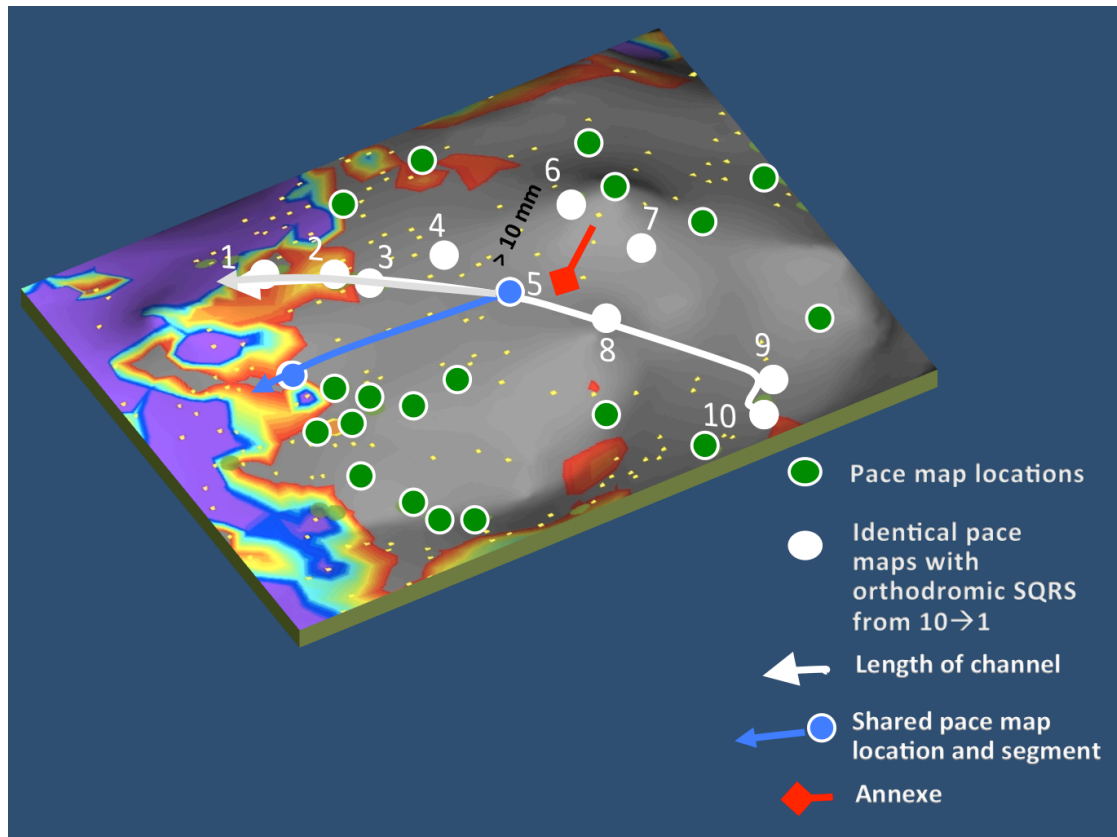 6
> 10 mm
4
7
1
2
3
5
8
9
10
Pace map locations
Identical pace
maps with
orthodromic SQRS
from 10→1
Length of channel
Shared pace map
location and segment
Annexe